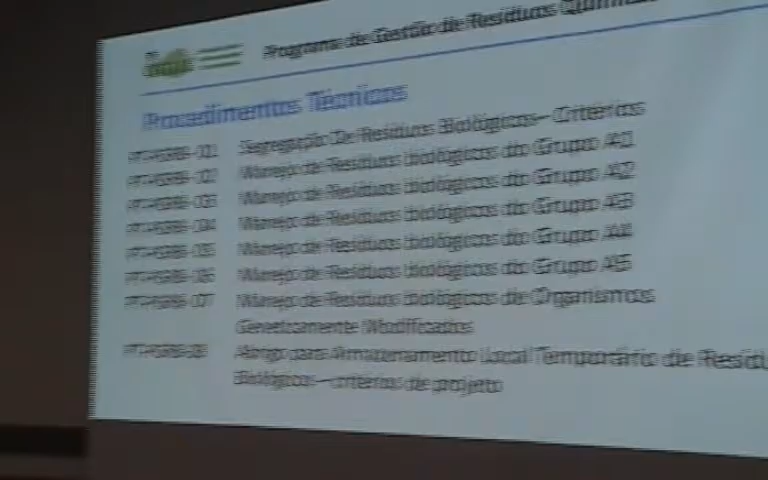 Programa de Gestão de Resíduos
Procedimentos Técnicos
Segregação De Resíduos Biológicos– Critérios
Manejo de Resíduos biológicos do Grupo A1
Manejo de Resíduos biológicos do Grupo A2
Manejo de Resíduos biológicos do Grupo A3
Manejo de Resíduos biológicos do Grupo A4
Manejo de Resíduos biológicos do Grupo A5
Manejo de Resíduos biológicos de Organismos
Geneticamente Modificados
Abrigo para Armazenamento Local Temporário de
Biológicos – critérios de projeto